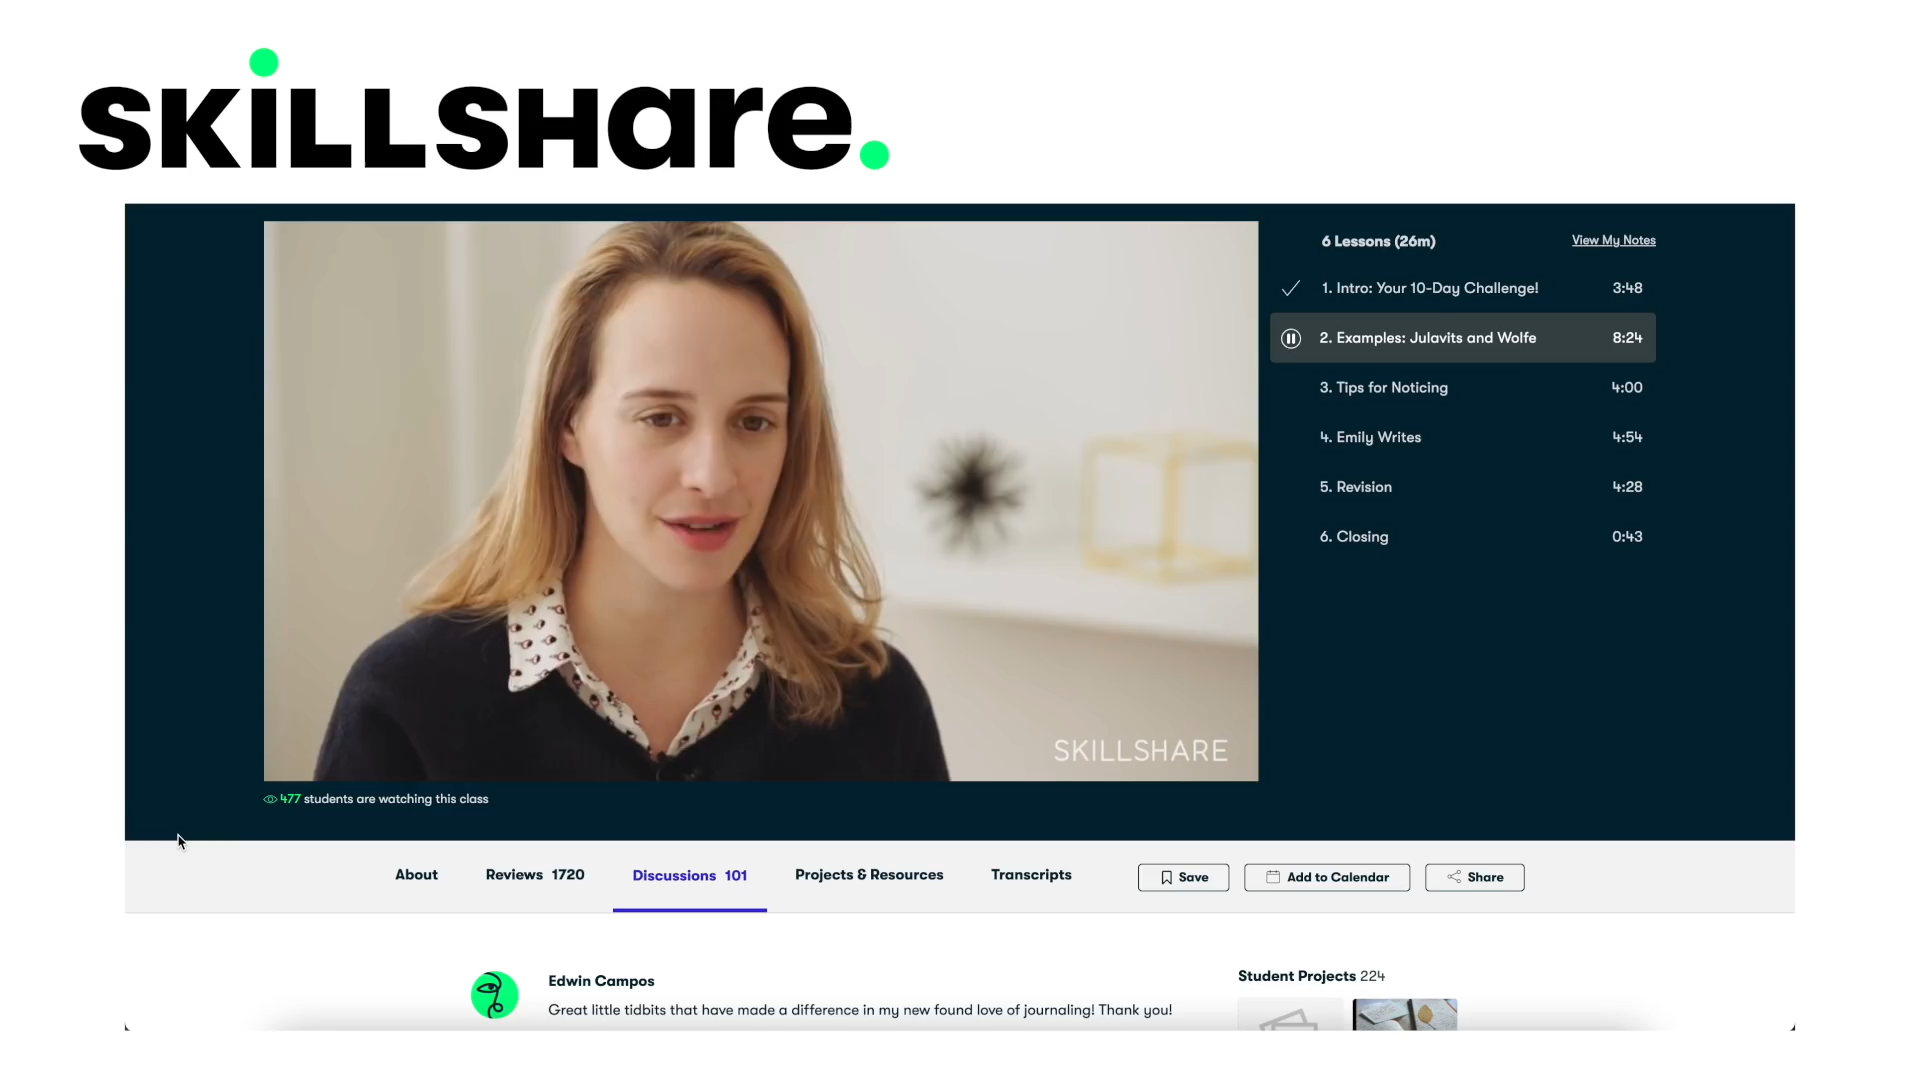 SKILLSHare.
6 Lessons (26m) View My Notes
1. Intro: Your 10-Day Challenge! 3:48
2. Examples: Julavits and Wolfe 8:24
3. Tips for Noticing 4:00
4. Emily Writes 4:54
5. Revision 4:28
6. Closing 0:43
SKILLSHARE
477 students are watching this class
About Reviews 1720 Discussions 101 Projects & Resources Transcripts Save Add to Calendar Share
Edwin Campos
Great little tidbits that have made a difference in my new found love of journaling! Thank you!
Student Projects 224